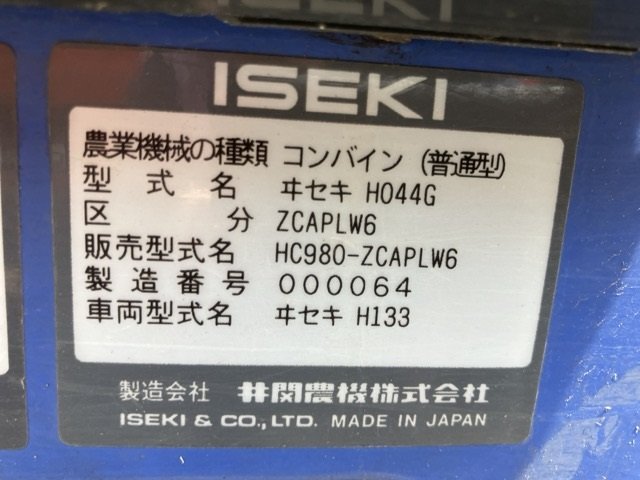 ISEKI
農業機械の種類 コンバイン (普通型)
型式名 ヰセキ HO44G
区分 ZCAPLW6
販売型式名 HC980-ZCAPLW6
製造番号 000064
車両型式名 ヰセキ H133
製造会社 井関農機株式会社
ISEKI & CO., LTD. MADE IN JAPAN